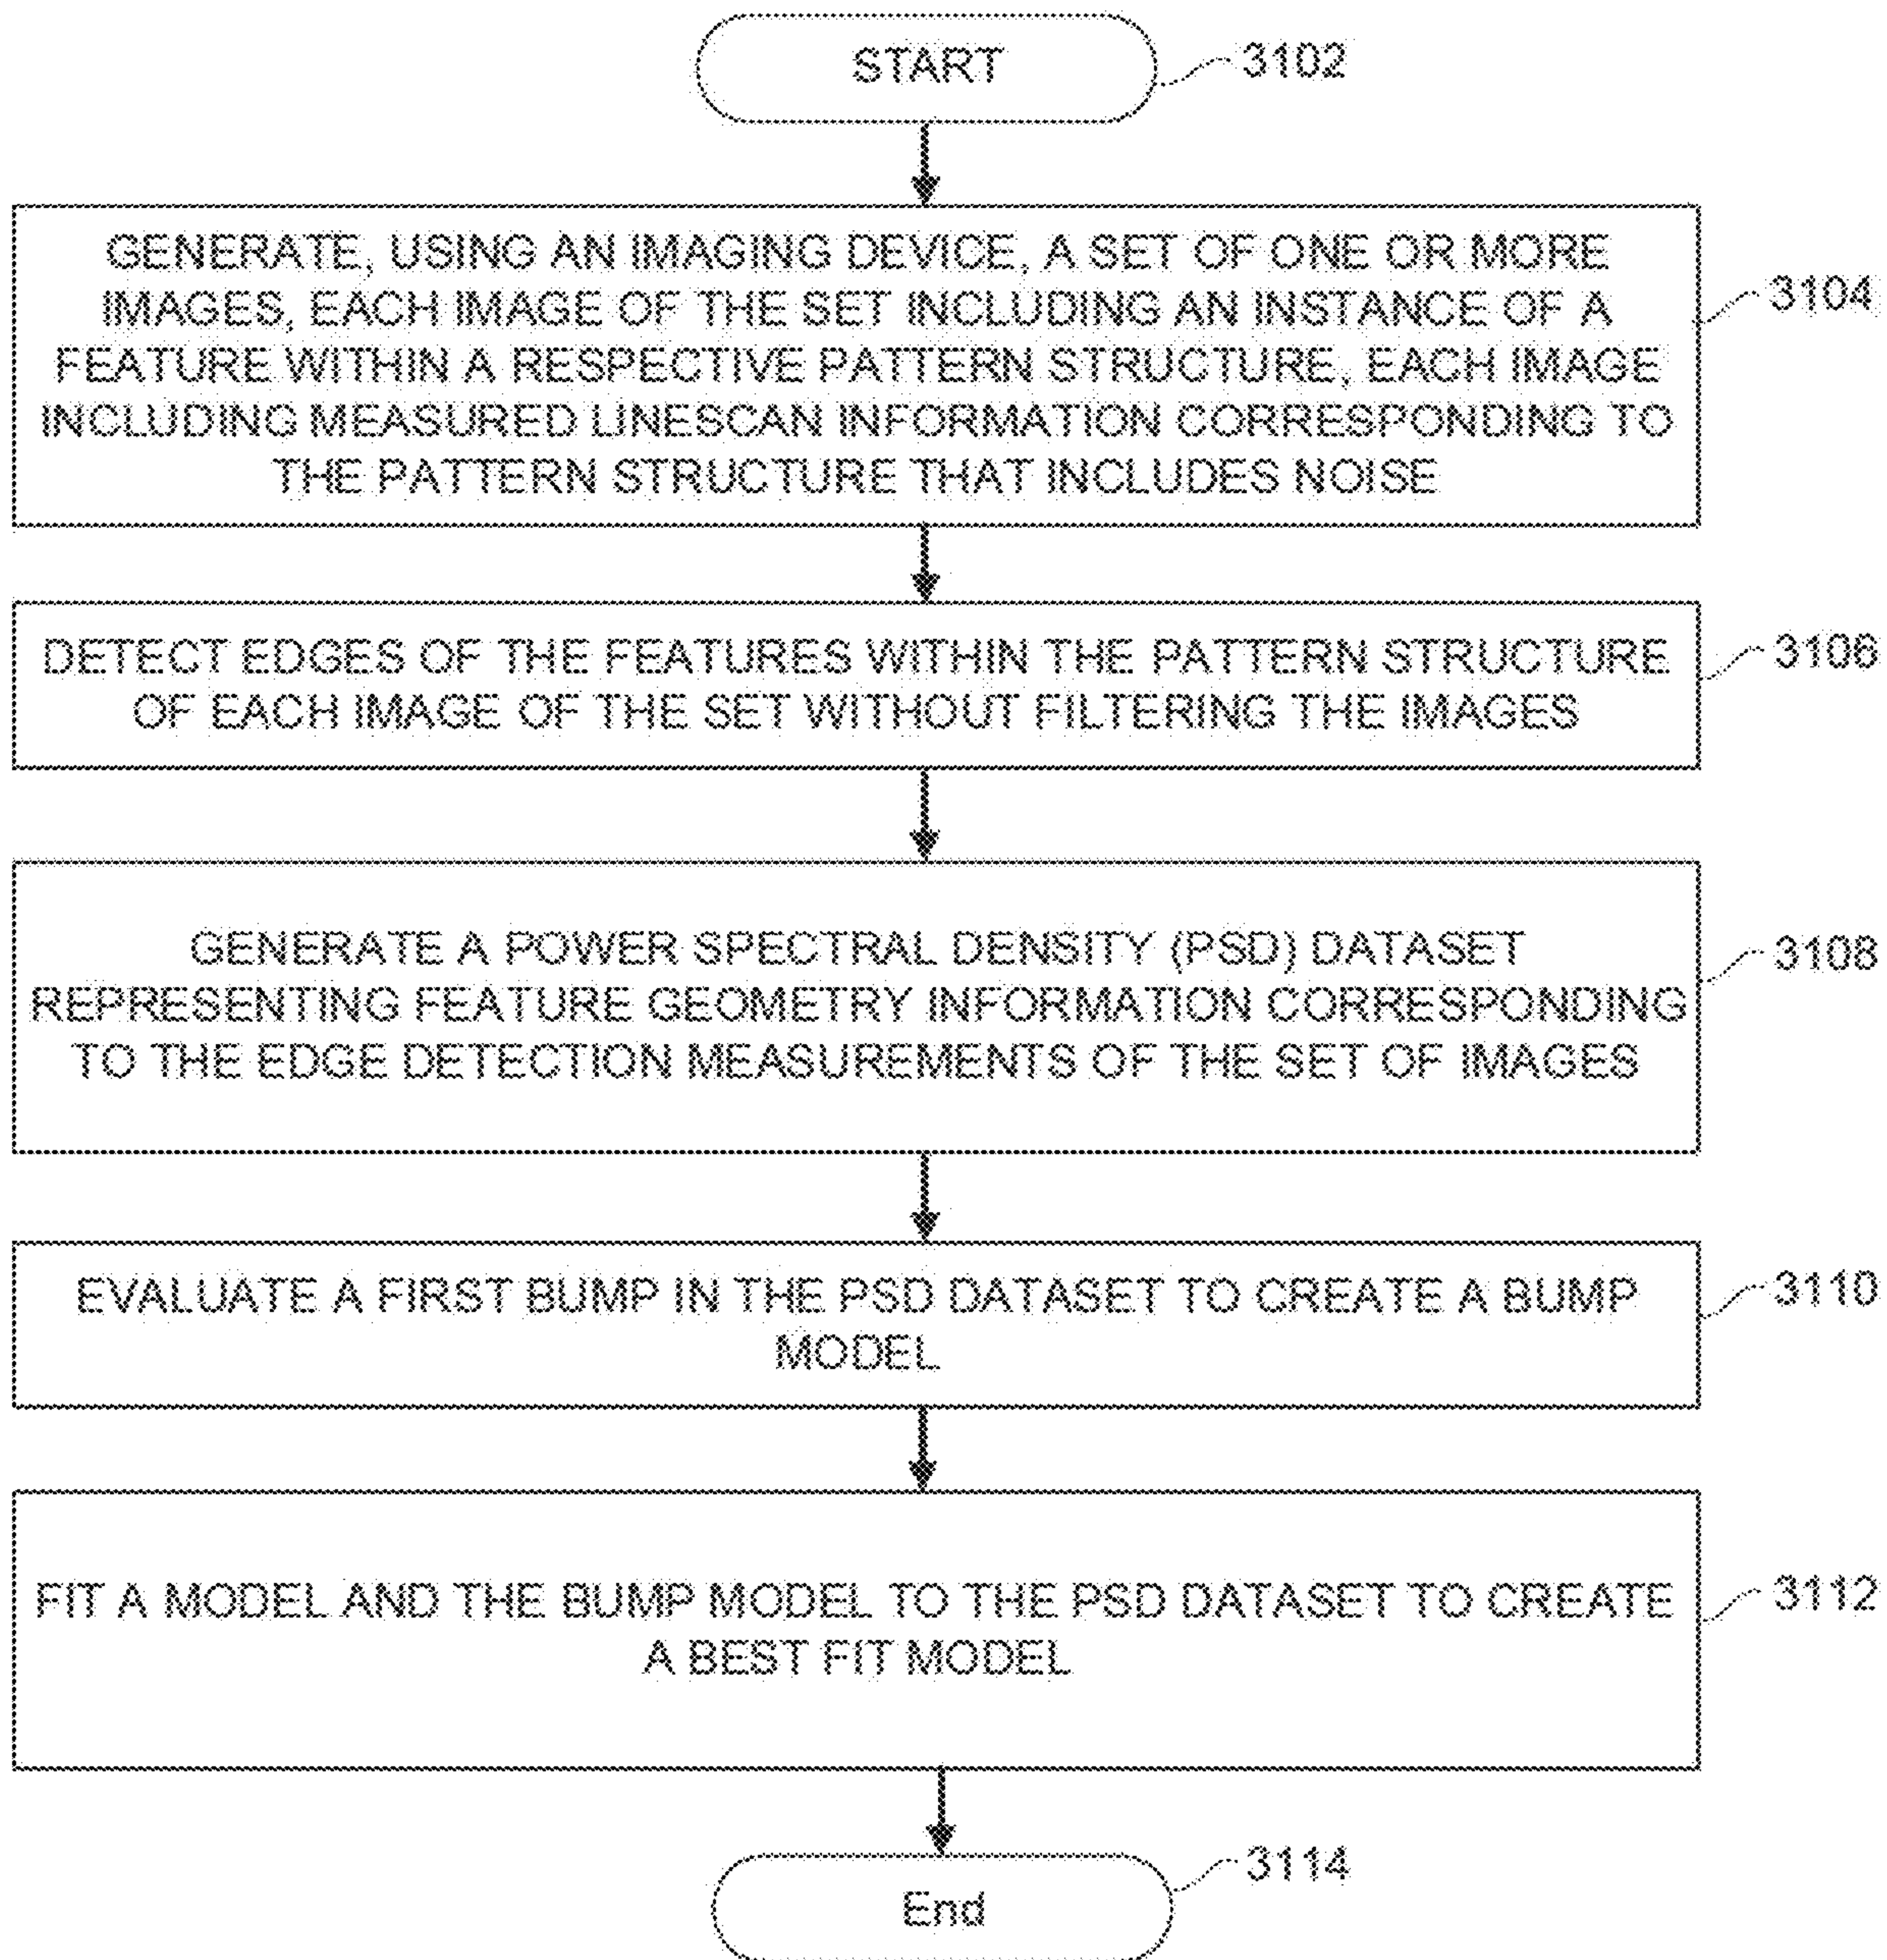 START
3102
GENERATE, USING AN IMAGING DEVICE, A SET OF ONE OR MORE
IMAGES, EACH IMAGE OF THE SET INCLUDING AN INSTANCE OF A
FEATURE WITHIN A RESPECTIVE PATTERN STRUCTURE, EACH IMAGE
INCLUDING MEASURED LINESCAN INFORMATION CORRESPONDING TO
THE PATTERN STRUCTURE THAT INCLUDES NOISE
3104
DETECT EDGES OF THE FEATURES WITHIN THE PATTERN STRUCTURE
OF EACH IMAGE OF THE SET WITHOUT FILTERING THE IMAGES
3106
GENERATE A POWER SPECTRAL DENSITY (PSD) DATASET
REPRESENTING FEATURE GEOMETRY INFORMATION CORRESPONDING
TO THE EDGE DETECTION MEASUREMENTS OF THE SET OF IMAGES
3108
EVALUATE A FIRST BUMP IN THE PSD DATASET TO CREATE A BUMP
MODEL
3110
FIT A MODEL AND THE BUMP MODEL TO THE PSD DATASET TO CREATE
A BEST FIT MODEL
3112
End
3114